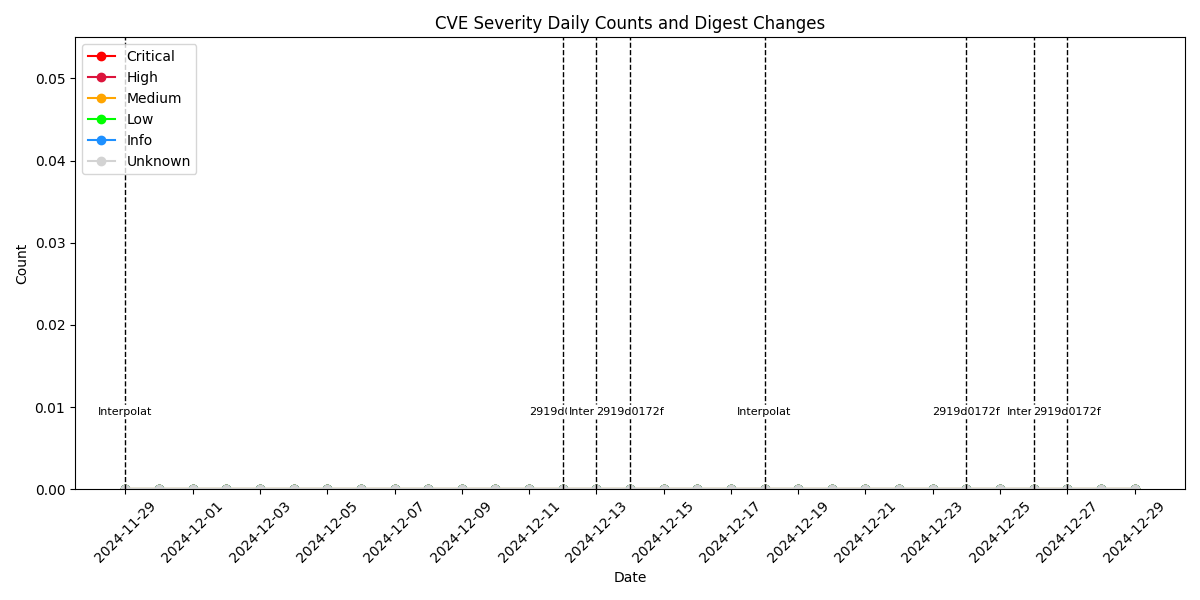 CVE Severity Daily Counts and Digest Changes
Critical
High
Medium
Low
Info
Unknown
0.05
0.04
0.03
0.02
0.01
0.00
Count
Interpolat
2919d
Inter
2919d0172f
Interpolat
2919d0172f
Inter
2919d0172f
2024-11-29
2024-12-01
2024-12-03
2024-12-05
2024-12-07
2024-12-09
2024-12-11
2024-12-13
2024-12-15
2024-12-17
2024-12-19
2024-12-21
2024-12-23
2024-12-25
2024-12-27
2024-12-29
Date